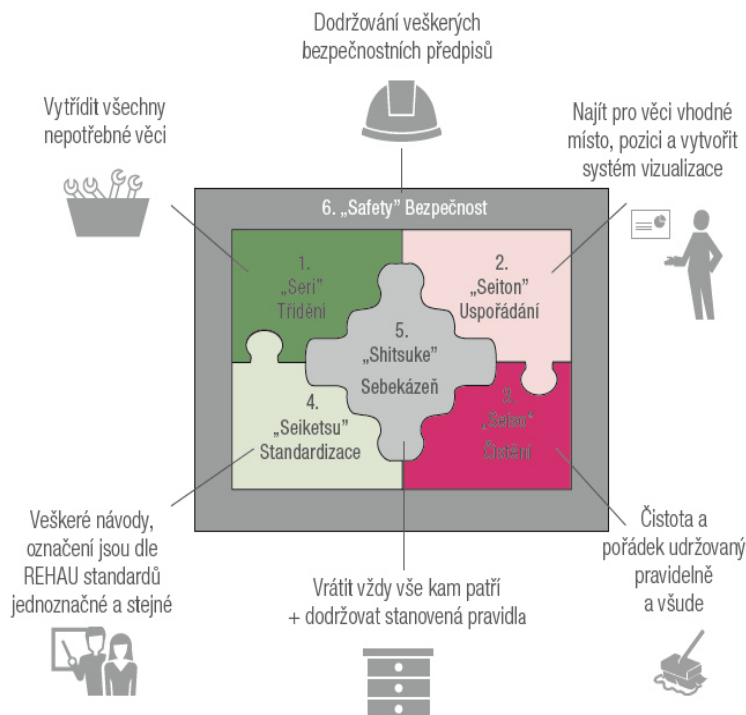 Dodržování veškerých
bezpečnostních předpisů
Vytřídit všechny
nepotřebné věci
Najít pro věci vhodné
místo, pozici a vytvořit
systém vizualizace
6. „Safety” Bezpečnost
1.
„Seri”
Třídění
2.
„Seiton”
Uspořádání
5.
„Shitsuke”
Sebekázeň
4.
„Seiketsu”
Standardizace
3.
„Seiso”
Čistění
Veškeré návody,
označení jsou dle
REHAU standardů
jednoznačné a stejné
Vrátit vždy vše kam patří
+ dodržovat stanovená pravidla
Čistota a
pořádek udržovaný
pravidelně
a všude